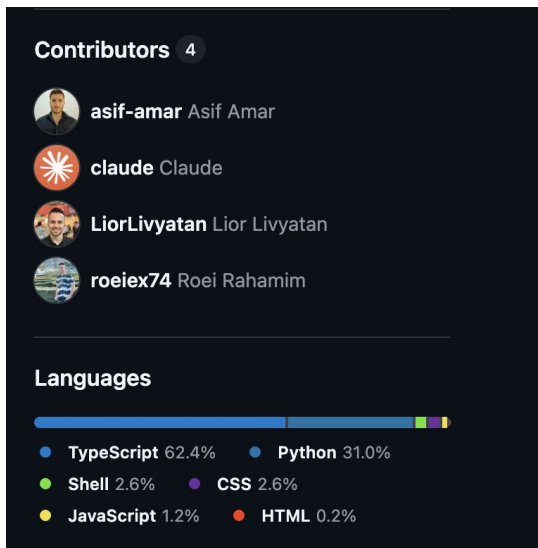 Contributors 4
asif-amar Asif Amar
claude Claude
LiorLivyatan Lior Livyatan
roeiex74 Roei Rahamim
Languages
TypeScript 62.4% Python 31.0%
Shell 2.6% CSS 2.6%
JavaScript 1.2% HTML 0.2%